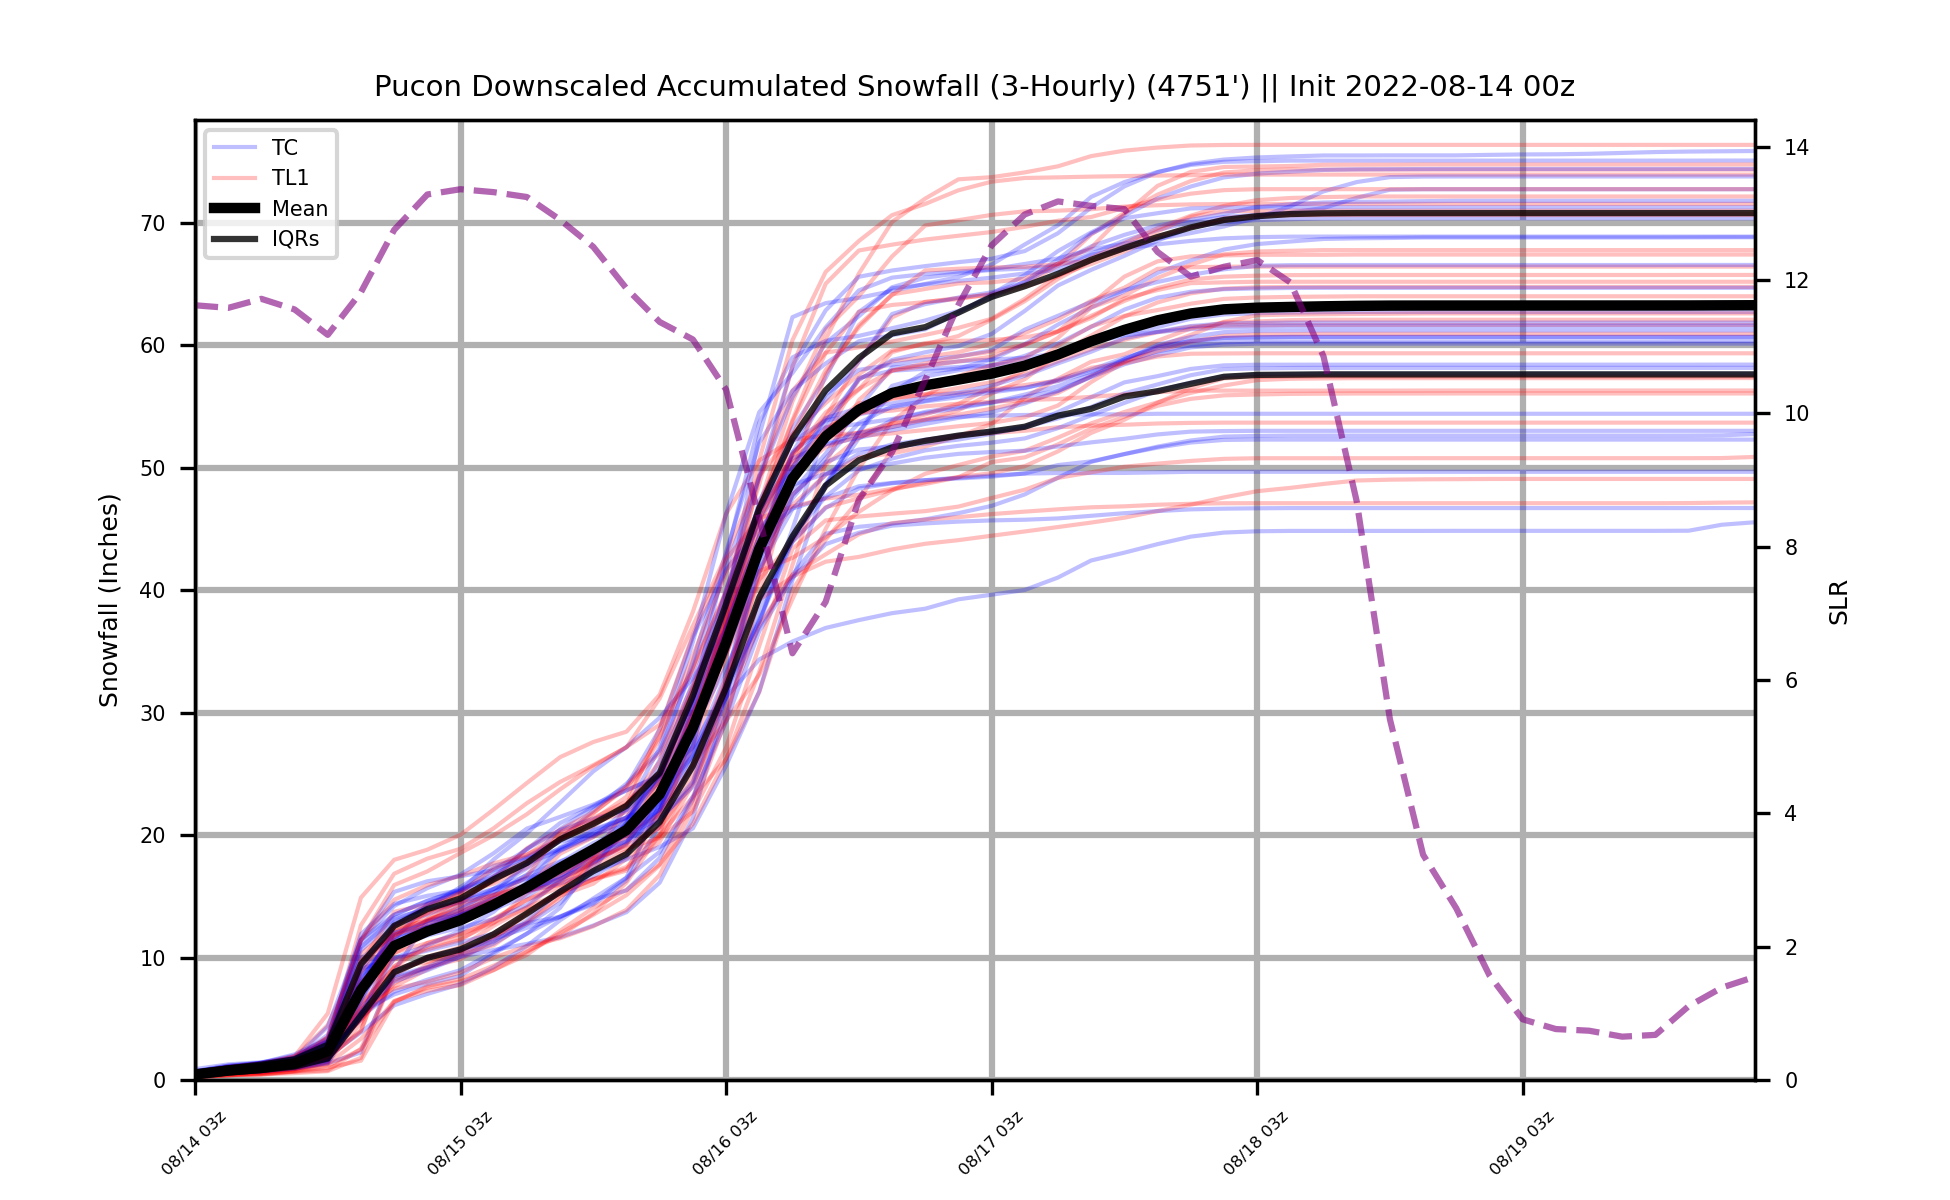 Pucon Downscaled Accumulated Snowfall (3-Hourly) (4751') || Init 2022-08-14 00z
TC
TL1
Mean
IQRs
70
60
50
40
30
20
10
0
Snowfall (Inches)
14
12
10
8
6
4
2
0
SLR
08/14 03z
08/15 03z
08/16 03z
08/17 03z
08/18 03z
08/19 03z